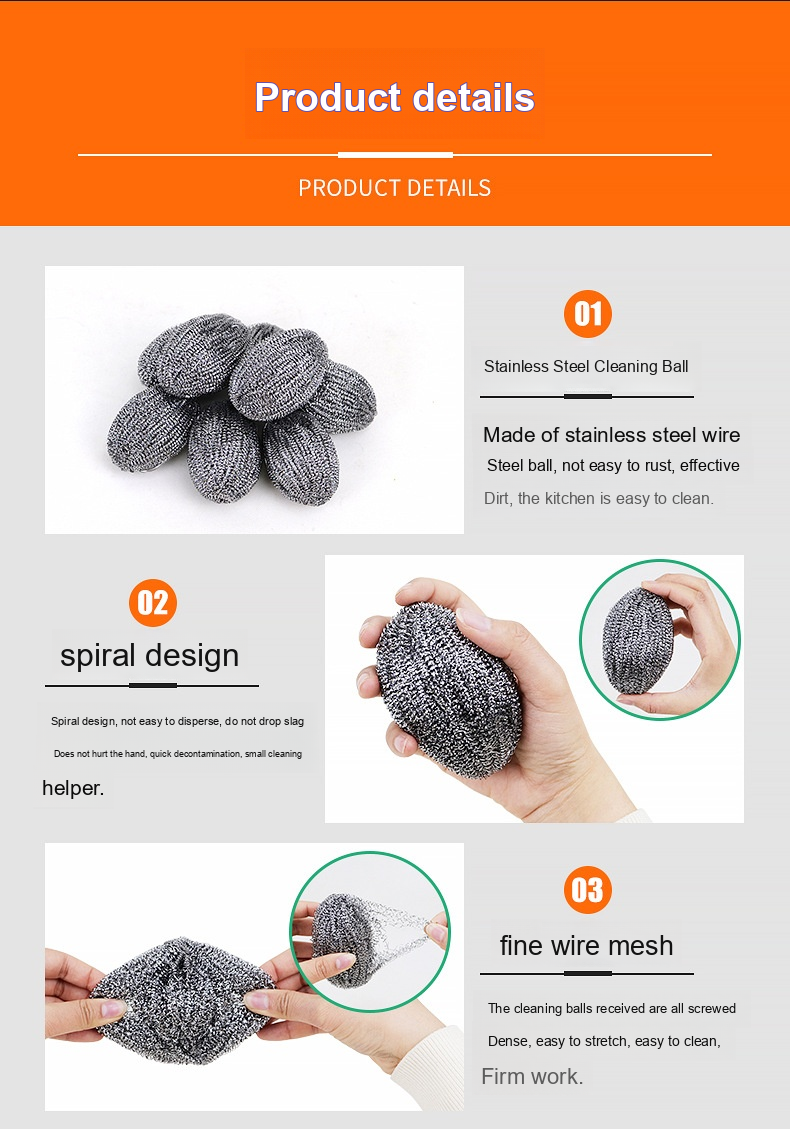 Product details
PRODUCT DETAILS
01
Stainless Steel Cleaning Ball
Made of stainless steel wire
Steel ball, not easy to rust, effective
Dirt, the kitchen is easy to clean.
02
spiral design
Spiral design, not easy to disperse, do not drop slag
Does not hurt the hand, quick decontamination, small cleaning
helper.
03
fine wire mesh
The cleaning balls received are all screwed
Dense, easy to stretch, easy to clean,
Firm work.